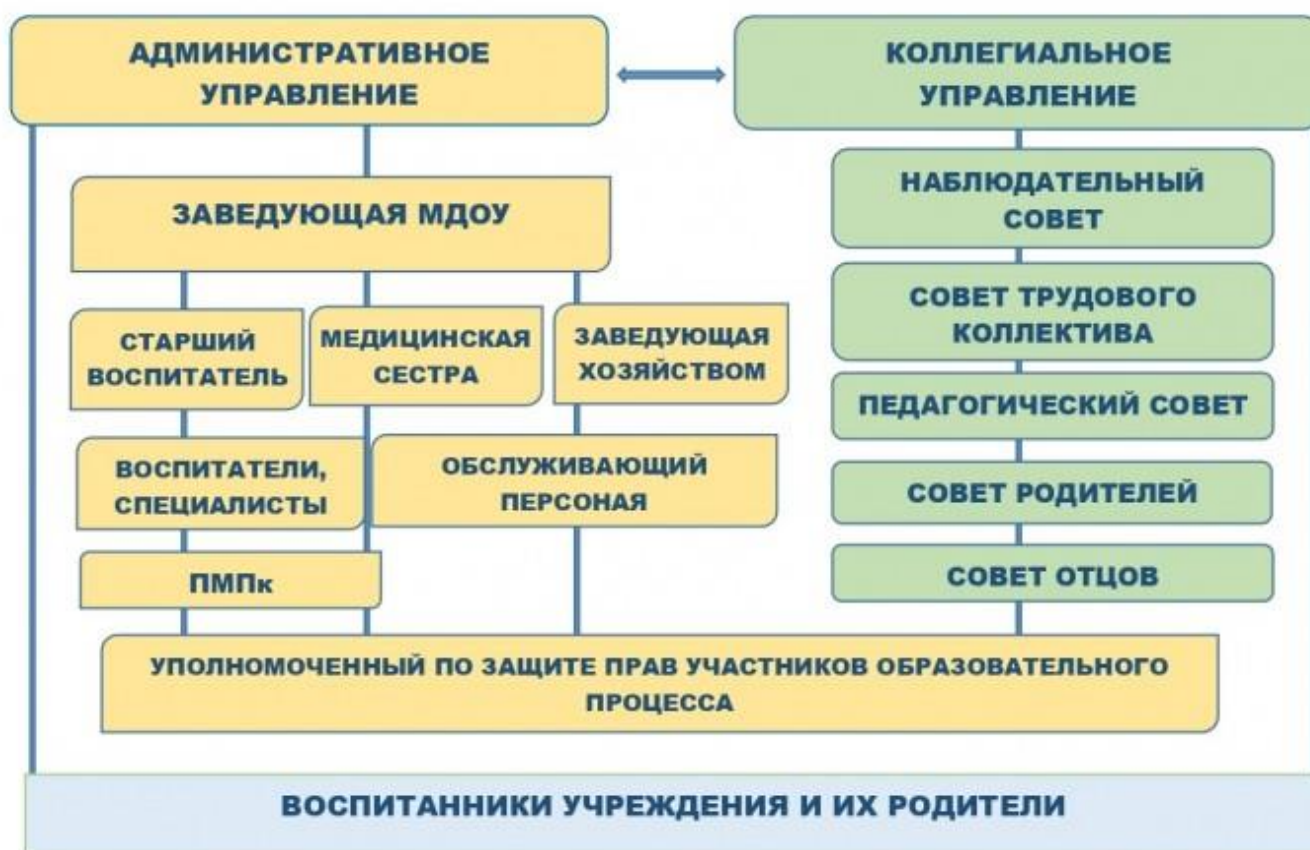 АДМИНИСТРАТИВНОЕ
УПРАВЛЕНИЕ
КОЛЛЕГИАЛЬНОЕ
УПРАВЛЕНИЕ
ЗАВЕДУЮЩАЯ МДОУ
НАБЛЮДАТЕЛЬНЫЙ
СОВЕТ
СТАРШИЙ
ВОСПИТАТЕЛЬ
МЕДИЦИНСКАЯ
СЕСТРА
ЗАВЕДУЮЩАЯ
ХОЗЯЙСТВОМ
СОВЕТ ТРУДОВОГО
КОЛЛЕКТИВА
ПЕДАГОГИЧЕСКИЙ СОВЕТ
ВОСПИТАТЕЛИ,
СПЕЦИАЛИСТЫ
ОБСЛУЖИВАЮЩИЙ
ПЕРСОНАЯ
СОВЕТ РОДИТЕЛЕЙ
ПМПк
СОВЕТ ОТЦОВ
УПОЛНОМОЧЕННЫЙ ПО ЗАЩИТЕ ПРАВ УЧАСТНИКОВ ОБРАЗОВАТЕЛЬНОГО
ПРОЦЕССА
ВОСПИТАННИКИ УЧРЕЖДЕНИЯ И ИХ РОДИТЕЛИ